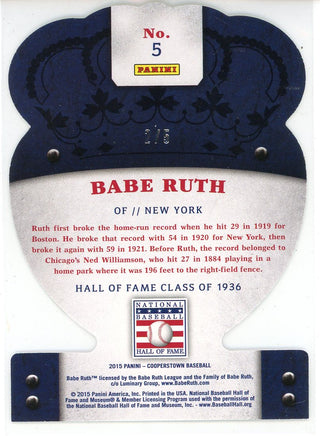 No.
5
PANINI
BABE RUTH
OF // NEW YORK
Ruth first broke the home-run record when he hit 29 in 1919 for
Boston. He broke that record with 54 in 1920 for New York, then
broke it again with 59 in 1921. Before Ruth, the record belonged to
Chicago's Ned Williamson, who hit 27 in 1884 playing in a
home park where it was 196 feet to the right-field fence.
HALL OF FAME CLASS OF 1936
NATIONAL
BASEBALL
HALL OF FAME
2015 PANINI – COOPERSTOWN BASEBALL
Babe Ruth™ licensed by the Babe Ruth League and the Family of Babe Ruth,
c/o Luminary Group, www.BabeRuth.com
© 2015 Panini America, Inc. Printed in the USA. National Baseball Hall of
Fame and Museum® & Member Licensing Program used with the permission of
the National Baseball Hall of Fame and Museum, Inc. - www.BaseballHall.org